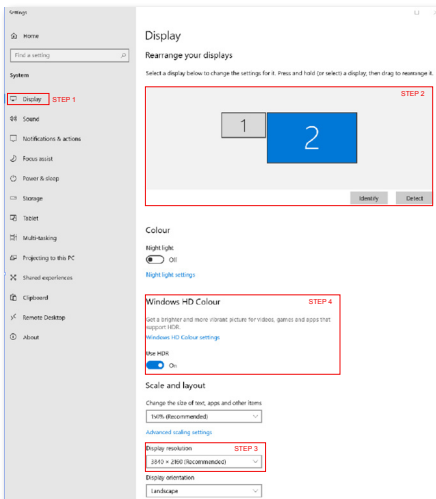 Settings
Home
Find a setting
System
Display STEP 1
Sound
Notifications & actions
Focus assist
Power & sleep
Storage
Tablet
Multi-tasking
Projecting to this PC
Shared experiences
Clipboard
Remote Desktop
About
Display
Rearrange your displays
Select a display below to change the settings for it. Press and hold (or select) a display, then drag to rearrange it.
STEP 2
1
2
Identify Detect
Colour
Night light
Off
Night light settings
Windows HD Colour STEP 4
Get a brighter and more vibrant picture for videos, games and apps that
support HDR.
Windows HD Colour settings
Use HDR
On
Scale and layout
Change the size of text, apps and other items
150% (Recommended)
Advanced scaling settings
Display resolution STEP 3
3840 × 2160 (Recommended)
Display orientation
Landscape